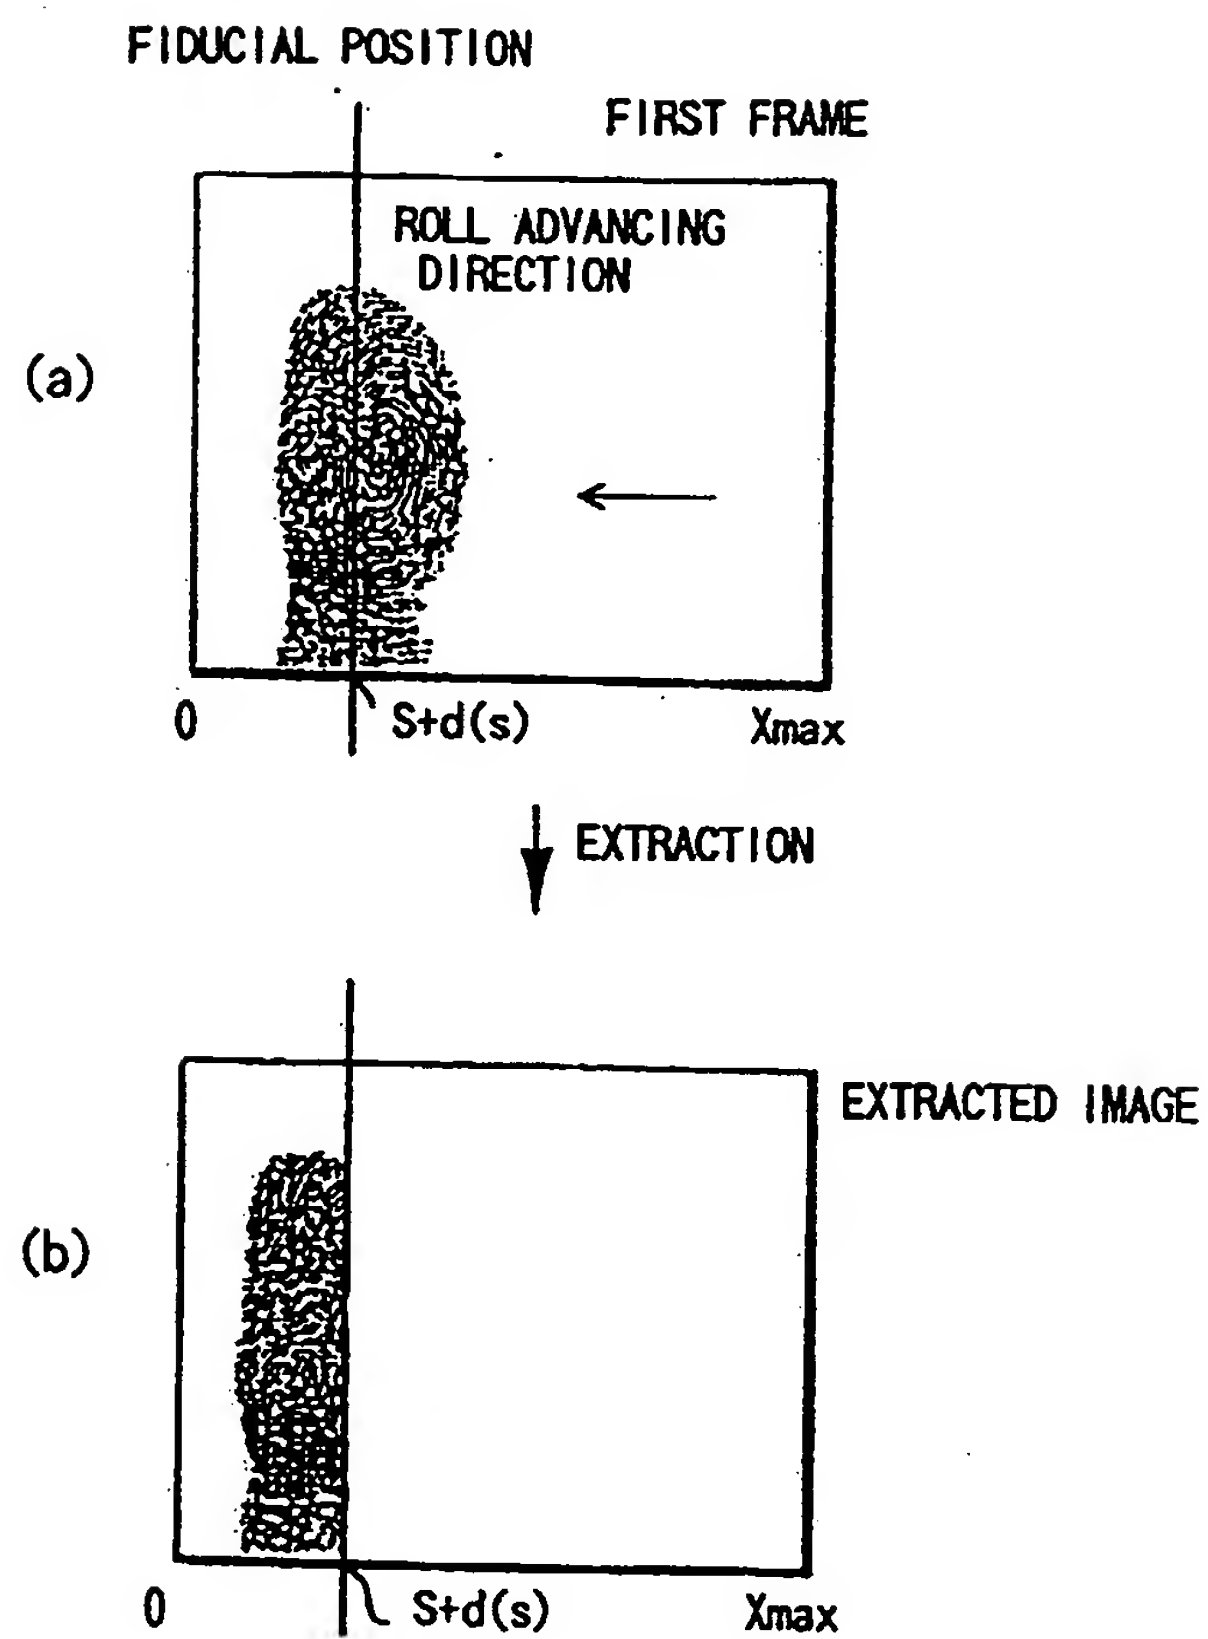 FIDUCIAL POSITION
FIRST FRAME
ROLL ADVANCING
DIRECTION
(a)
0
S+d(s)
Xmax
EXTRACTION
EXTRACTED IMAGE
(b)
0
S+d(s)
Xmax